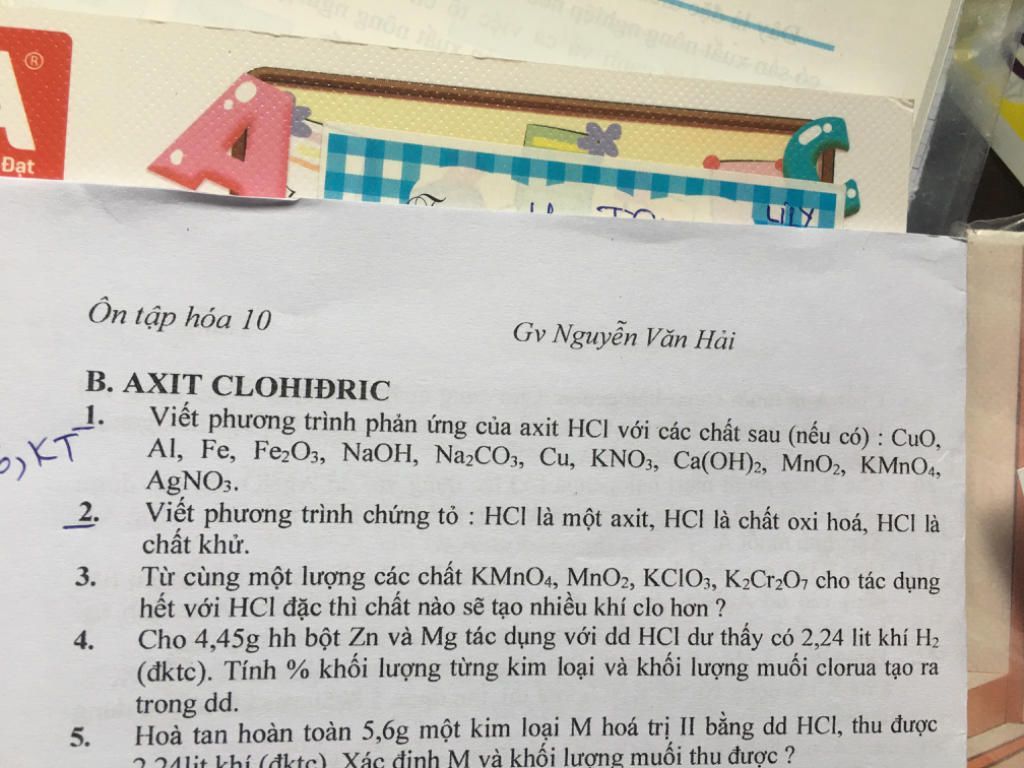 ®
A
Đạt
A
LILY
Ôn tập hóa 10
Gv Nguyễn Văn Hải
B. AXIT CLOHIĐRIC
KT
1. Viết phương trình phản ứng của axit HCl với các chất sau (nếu có) : CuO,
Al, Fe, Fe₂O₃, NaOH, Na₂CO₃, Cu, KNO₃, Ca(OH)₂, MnO₂, KMnO₄,
AgNO₃.
2. Viết phương trình chứng tỏ : HCl là một axit, HCl là chất oxi hoá, HCl là
chất khử.
3. Từ cùng một lượng các chất KMnO₄, MnO₂, KClO₃, K₂Cr₂O₇ cho tác dụng
hết với HCl đặc thì chất nào sẽ tạo nhiều khí clo hơn ?
4. Cho 4,45g hh bột Zn và Mg tác dụng với dd HCl dư thấy có 2,24 lit khí H₂
(đktc). Tính % khối lượng từng kim loại và khối lượng muối clorua tạo ra
trong dd.
5. Hoà tan hoàn toàn 5,6g một kim loại M hoá trị II bằng dd HCl, thu được
2,24lit khí (đktc). Xác định M và khối lượng muối thu được ?